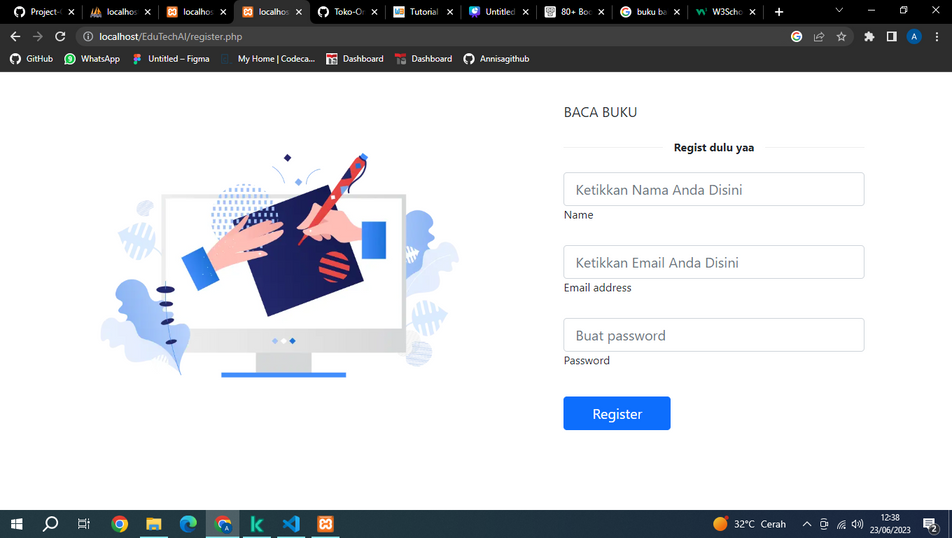 Project-
localhos
localhos
localhos
Toko-O
Tutorial
Untitled
80+ Boo
buku ba
W3Scho
localhost/EduTechAI/register.php
A
GitHub
WhatsApp
Untitled – Figma
My Home | Codeca...
Dashboard
Dashboard
Annisagithub
BACA BUKU
Regist dulu yaa
Ketikkan Nama Anda Disini
Name
Ketikkan Email Anda Disini
Email address
Buat password
Password
Register
32°C Cerah
12:38
23/06/2023
2